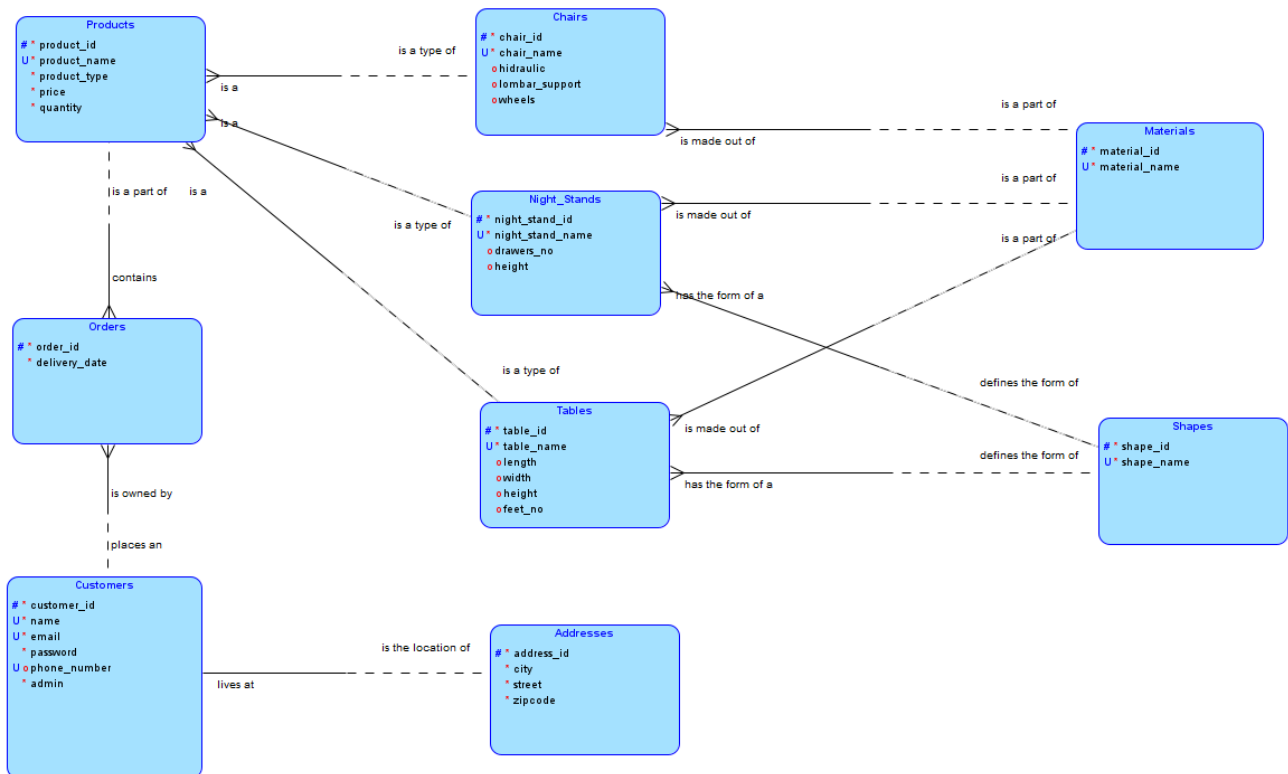 Products
# * product_id
U * product_name
* product_type
* price
* quantity
Chairs
# * chair_id
U * chair_name
o hidraulic
o lombar_support
o wheels
is a type of
is a
is a
is a part of
is made out of
Materials
# * material_id
U * material_name
is a part of
is a
is a type of
Night_Stands
# * night_stand_id
U * night_stand_name
o drawers_no
o height
is a part of
is made out of
is a part of
contains
has the form of a
Orders
# * order_id
* delivery_date
is a type of
defines the form of
Tables
# * table_id
U * table_name
o length
o width
o height
o feet_no
is made out of
defines the form of
has the form of a
Shapes
# * shape_id
U * shape_name
is owned by
places an
Customers
# * customer_id
U * name
U * email
* password
U o phone_number
* admin
is the location of
lives at
Addresses
# * address_id
* city
* street
* zipcode